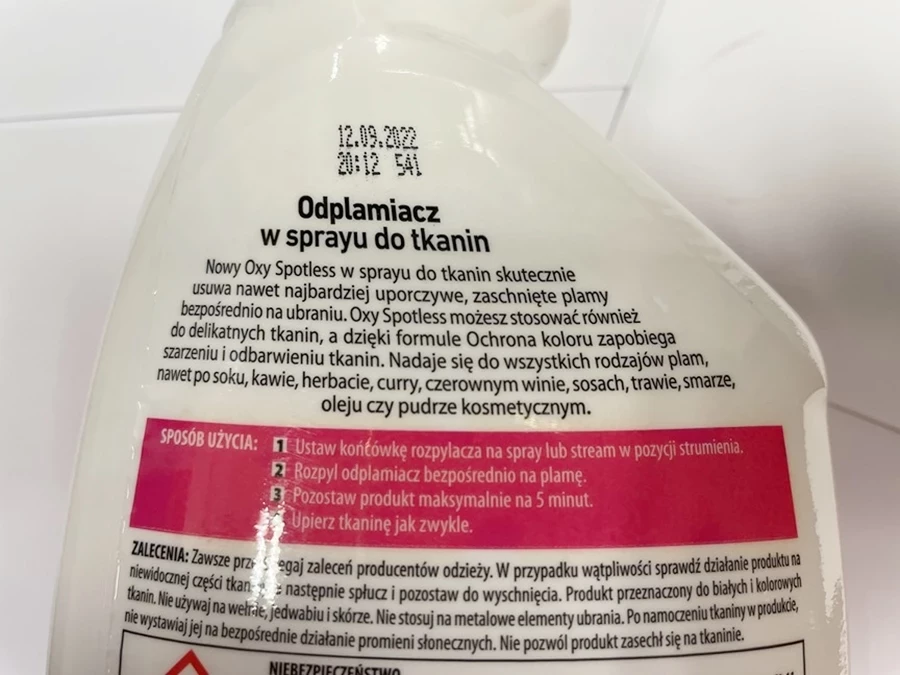 12.09.2022
20:12 541
Odplamiacz
w sprayu do tkanin
Nowy Oxy Spotless w sprayu do tkanin skutecznie
usuwa nawet najbardziej uporczywe, zaschnięte plamy
bezpośrednio na ubraniu. Oxy Spotless możesz stosować również
do delikatnych tkanin, a dzięki formule Ochrona koloru zapobiega
szarzeniu i odbarwieniu tkanin. Nadaje się do wszystkich rodzajów plam,
nawet po soku, kawie, herbacie, curry, czerownym winie, sosach, trawie, smarze,
oleju czy pudrze kosmetycznym.
SPOSÓB UŻYCIA: 1 Ustaw końcówkę rozpylacza na spray lub stream w pozycji strumienia.
2 Rozpyl odplamiacz bezpośrednio na plamę.
3 Pozostaw produkt maksymalnie na 5 minut.
Upierz tkaninę jak zwykle.
ZALECENIA: Zawsze zaleceń producentów odzieży. W przypadku wątpliwości sprawdź działanie produktu na
niewidocznej części następnie spłucz i pozostaw do wyschnięcia. Produkt przeznaczony do białych i kolorowych
tkanin. Nie używaj na wełnie, jedwabiu i skórze. Nie stosuj na metalowe elementy ubrania. Po namoczeniu tkaniny w produkcie,
nie wystawiaj jej na bezpośrednie działanie promieni słonecznych. Nie pozwól produkt zasechł się na tkaninie.
NIEBEZPIECZEŃSTWO